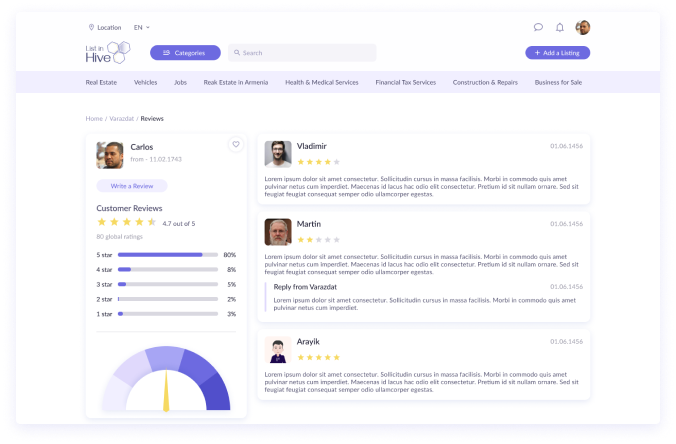 Location EN
List in
Hive
Categories
Search
+ Add a Listing
Real Estate Vehicles Jobs Reak Estate in Armenia Health & Medical Services Financial Tax Services Construction & Repairs Business for Sale
Home / Varazdat / Reviews
Carlos
from - 11.02.1743
Write a Review
Customer Reviews
4.7 out of 5
80 global ratings
5 star 80%
4 star 8%
3 star 5%
2 star 2%
1 star 3%
Vladimir 01.06.1456
Lorem ipsum dolor sit amet consectetur. Sollicitudin cursus in massa facilisis. Morbi in commodo quis amet
pulvinar netus cum imperdiet. Maecenas id lacus hac odio elit consectetur. Pretium id sit nullam ornare. Sed sit
feugiat feugiat consequat semper odio ullamcorper egestas.
Martin 01.06.1456
Lorem ipsum dolor sit amet consectetur. Sollicitudin cursus in massa facilisis. Morbi in commodo quis amet
pulvinar netus cum imperdiet. Maecenas id lacus hac odio elit consectetur. Pretium id sit nullam ornare. Sed sit
feugiat feugiat consequat semper odio ullamcorper egestas.
Reply from Varazdat 01.06.1456
Lorem ipsum dolor sit amet consectetur. Sollicitudin cursus in massa facilisis. Morbi in commodo quis amet
pulvinar netus cum imperdiet.
Arayik 01.06.1456
Lorem ipsum dolor sit amet consectetur. Sollicitudin cursus in massa facilisis. Morbi in commodo quis amet
pulvinar netus cum imperdiet. Maecenas id lacus hac odio elit consectetur. Pretium id sit nullam ornare. Sed sit
feugiat feugiat consequat semper odio ullamcorper egestas.